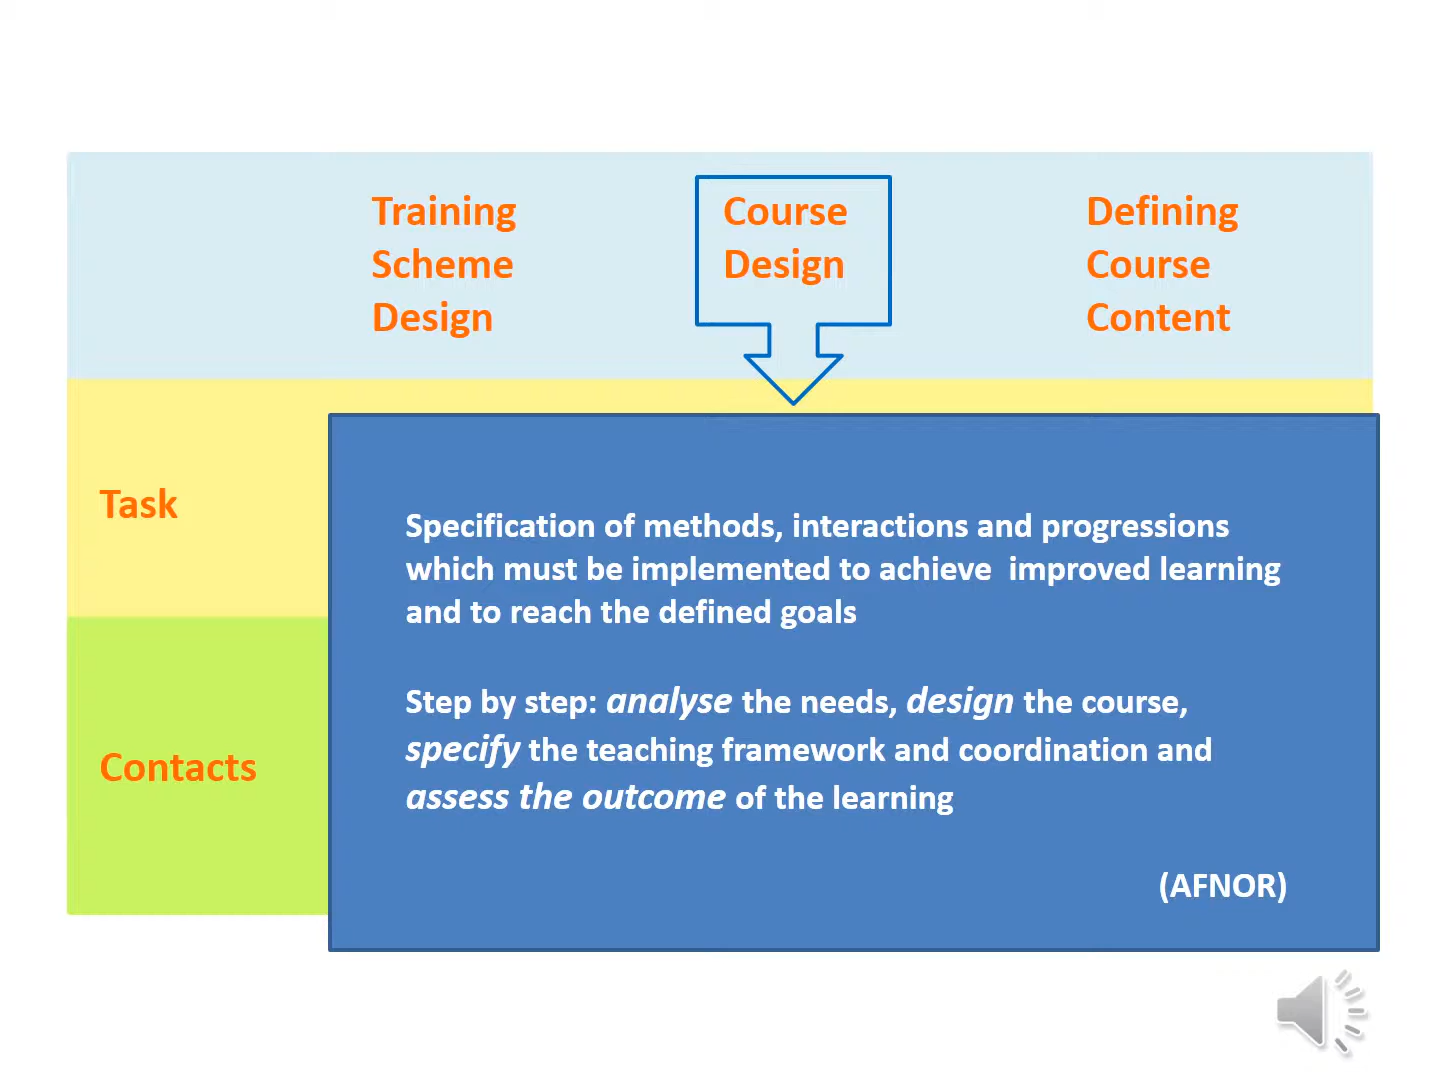 Training
Scheme
Design
Course
Design
Defining
Course
Content
Task
Specification of methods, interactions and progressions
which must be implemented to achieve  improved learning
and to reach the defined goals
Step by step: analyse the needs, design the course,
specify the teaching framework and coordination and
assess the outcome of the learning
Contacts
(AFNOR)